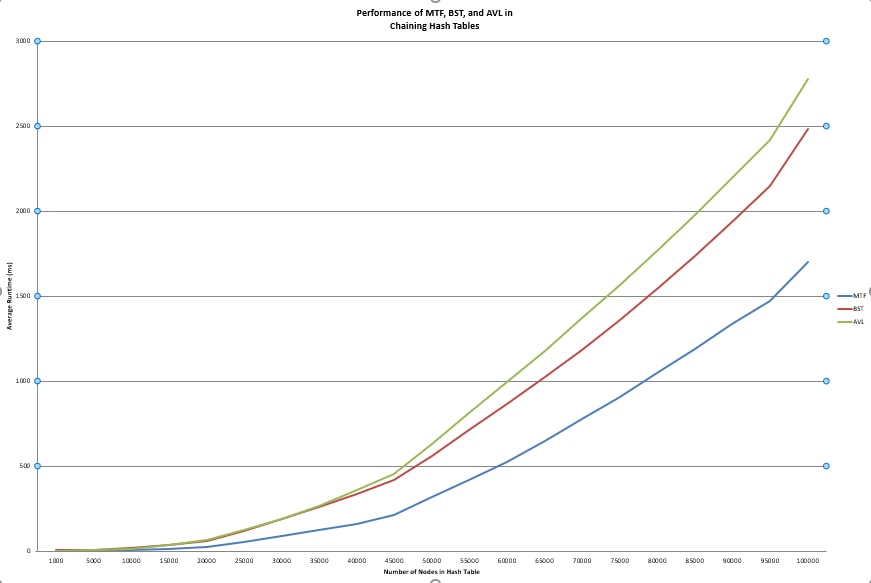 Performance of MTF, BST, and AVL in
Chaining Hash Tables
3000
2500
2000
1500
1000
500
0
Average Runtime (ms)
MTF
BST
AVL
1000 5000 10000 15000 20000 25000 30000 35000 40000 45000 50000 55000 60000 65000 70000 75000 80000 85000 90000 95000 100000
Number of Nodes in Hash Table